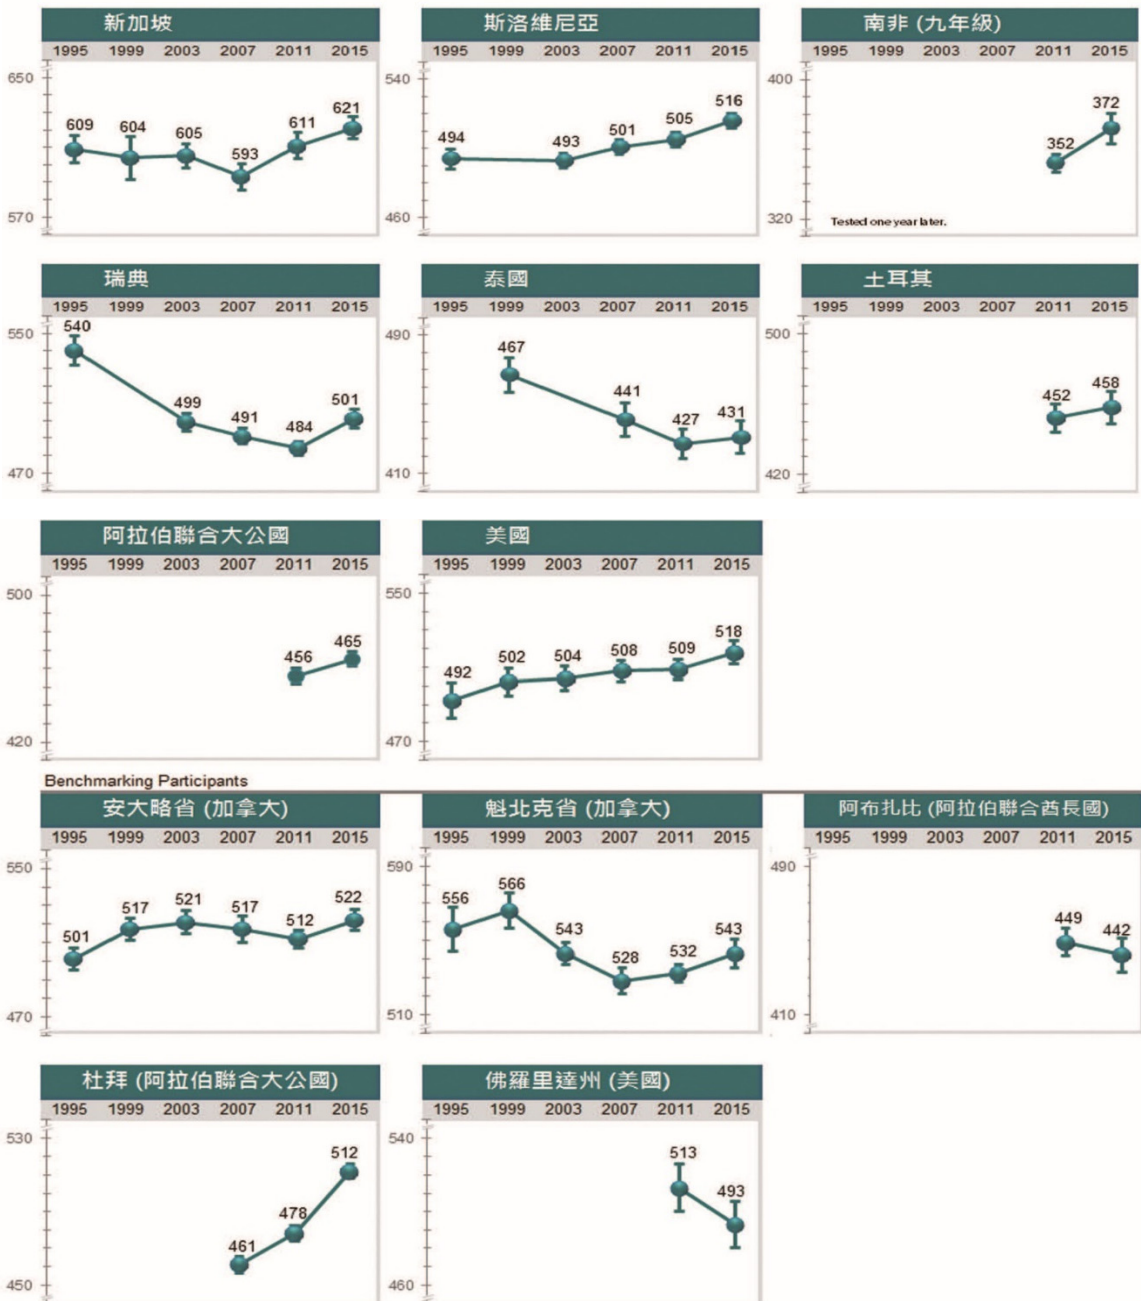 新加坡
1995 1999 2003 2007 2011 2015
650
609 604 605 593 611 621
570
斯洛維尼亞
1995 1999 2003 2007 2011 2015
540
494 493 501 505 516
460
南非 (九年級)
1995 1999 2003 2007 2011 2015
400
352 372
320
Tested one year later.
瑞典
1995 1999 2003 2007 2011 2015
550
540 499 491 484 501
470
泰國
1995 1999 2003 2007 2011 2015
490
467 441 427 431
410
土耳其
1995 1999 2003 2007 2011 2015
500
452 458
420
阿拉伯聯合大公國
1995 1999 2003 2007 2011 2015
500
456 465
420
美國
1995 1999 2003 2007 2011 2015
550
492 502 504 508 509 518
470
Benchmarking Participants
安大略省 (加拿大)
1995 1999 2003 2007 2011 2015
550
501 517 521 517 512 522
470
魁北克省 (加拿大)
1995 1999 2003 2007 2011 2015
590
556 566 543 528 532 543
510
阿布扎比 (阿拉伯聯合酋長國)
1995 1999 2003 2007 2011 2015
490
449 442
410
杜拜 (阿拉伯聯合大公國)
1995 1999 2003 2007 2011 2015
530
461 478 512
450
佛羅里達州 (美國)
1995 1999 2003 2007 2011 2015
540
513 493
460